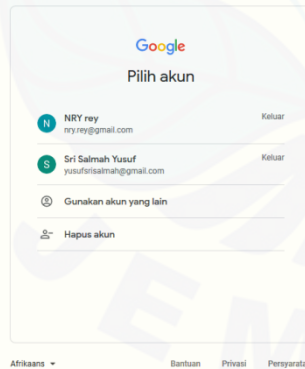 Google
Pilih akun
N NRY rey Keluar
nry.rey@gmail.com
S Sri Salmah Yusuf Keluar
yusufsrisalmah@gmail.com
Gunakan akun yang lain
Hapus akun
Afrikaans Bantuan Privasi Persyarata